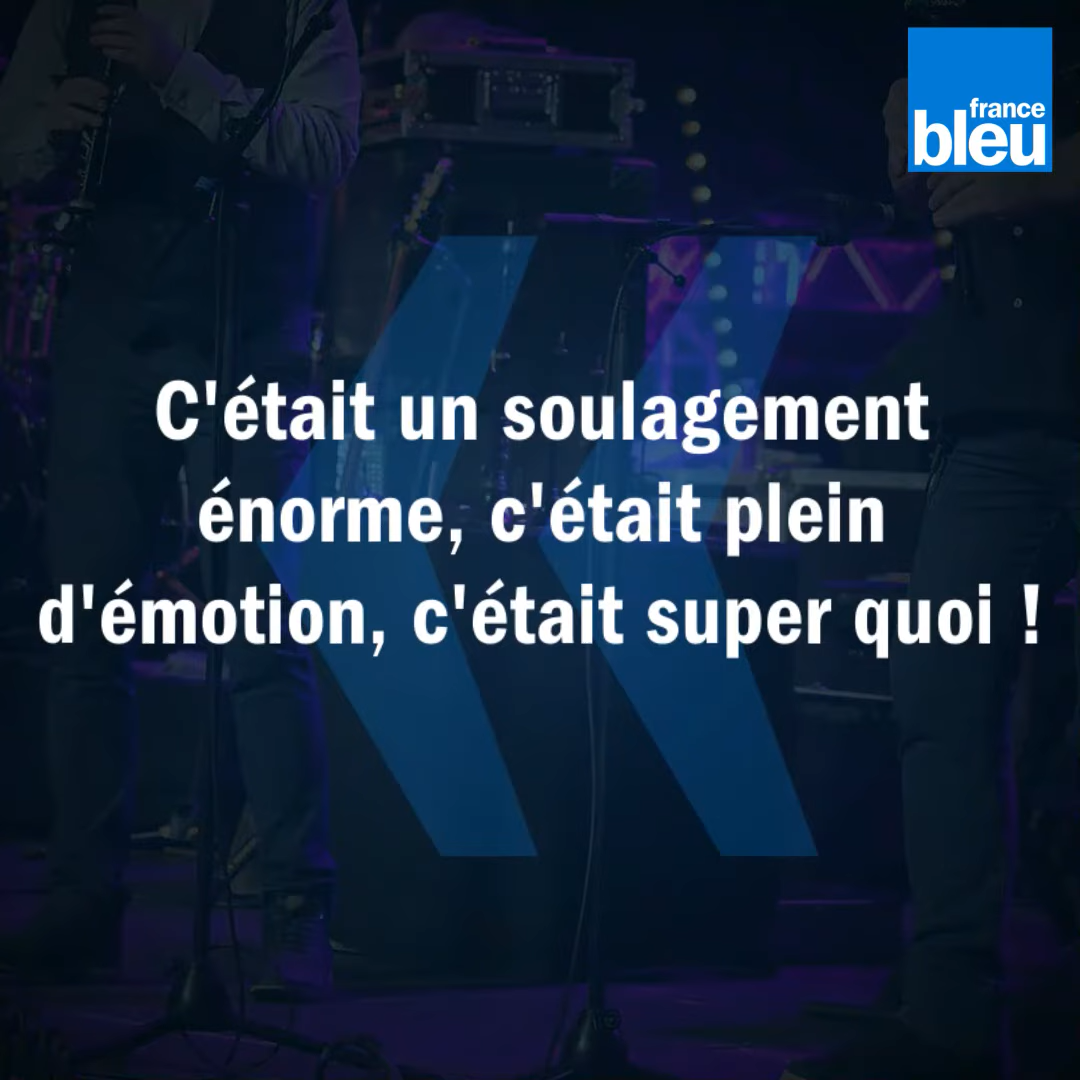 france
bleu
C'était un soulagement
énorme, c'était plein
d'émotion, c'était super quoi !